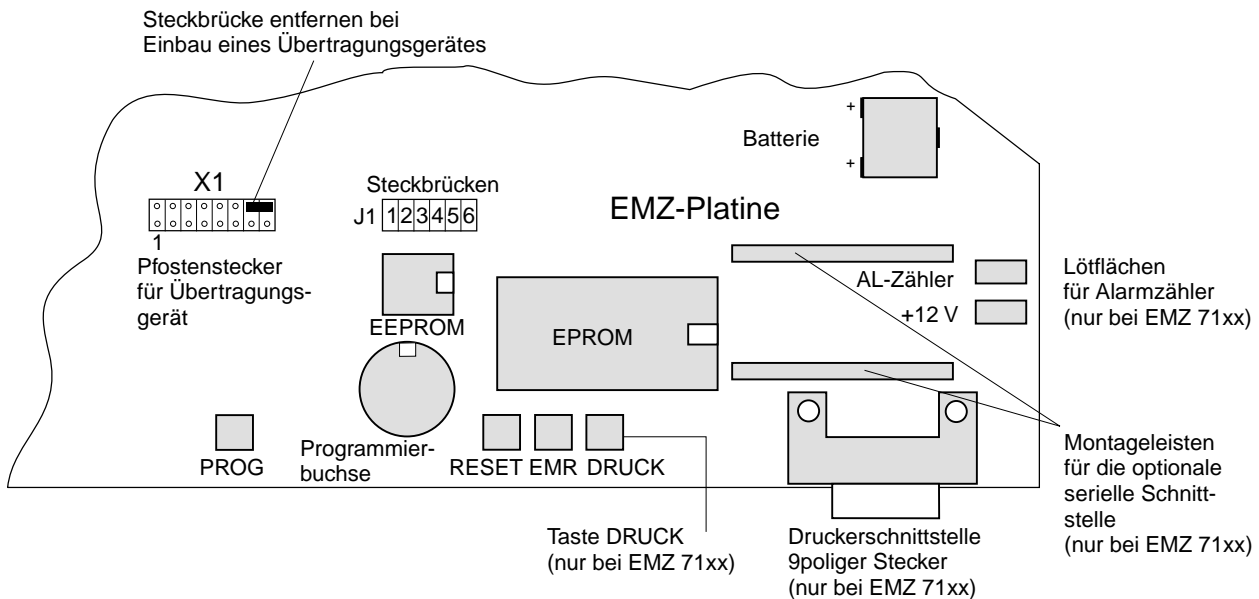 Steckbrücke entfernen bei
Einbau eines Übertragungsgerätes
+
Batterie
+
X1
Steckbrücken
J1 1 2 3 4 5 6
EMZ-Platine
1
Pfostenstecker
für Übertragungs-
gerät
EEPROM
EPROM
AL-Zähler
+12 V
Lötflächen
für Alarmzähler
(nur bei EMZ 71xx)
PROG
Programmier-
buchse
RESET EMR DRUCK
Montageleisten
für die optionale
serielle Schnitt-
stelle
(nur bei EMZ 71xx)
Taste DRUCK
(nur bei EMZ 71xx)
Druckerschnittstelle
9poliger Stecker
(nur bei EMZ 71xx)